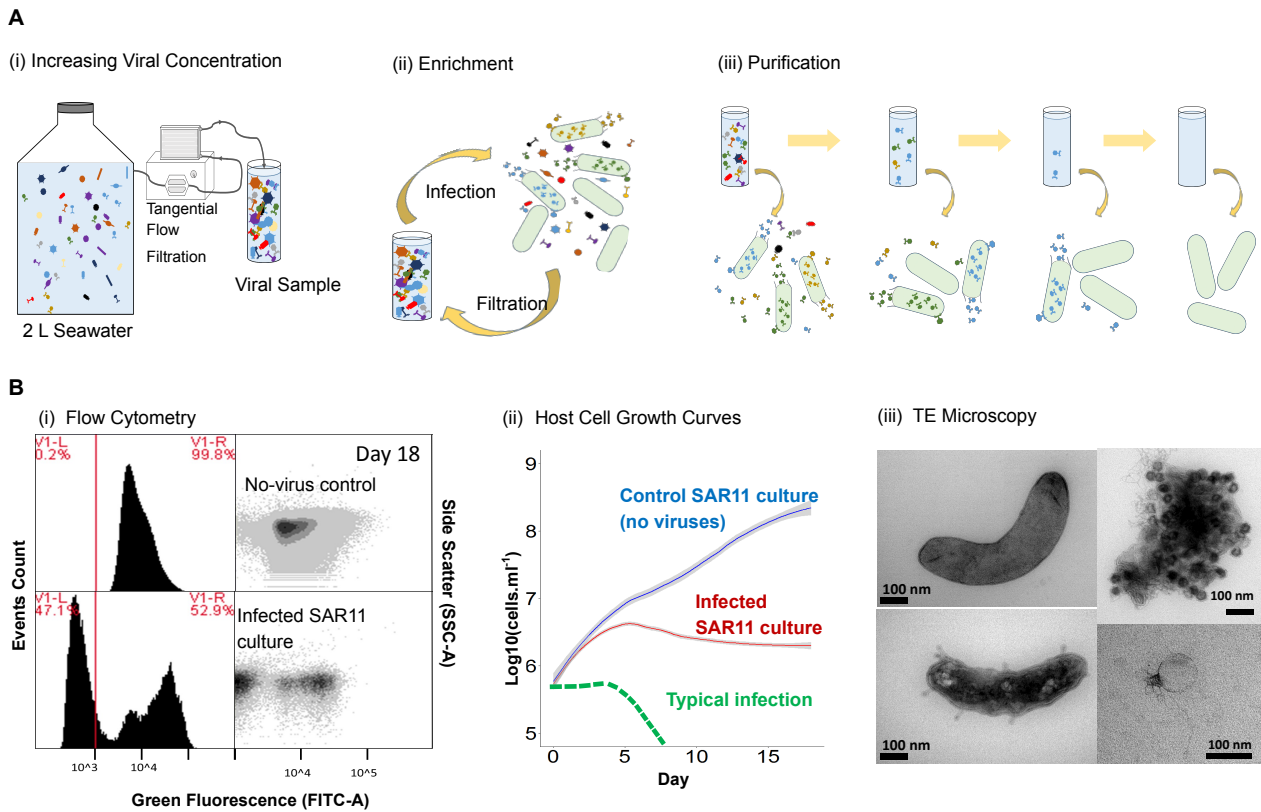 A
(i) Increasing Viral Concentration
(ii) Enrichment
(iii) Purification
Tangential
Flow
Filtration
Viral Sample
2 L Seawater
Infection
Filtration
B
(i) Flow Cytometry
(ii) Host Cell Growth Curves
(iii) TE Microscopy
V1-L
0.2%
V1-R
99.8%
Day 18
No-virus control
V1-L
47.1%
V1-R
52.9%
Infected SAR11
culture
Events Count
Side Scatter (SSC-A)
10^3
10^4
10^4
10^5
Green Fluorescence (FITC-A)
Log10(cells.ml⁻¹)
9
8
7
6
5
Control SAR11 culture
(no viruses)
Infected
SAR11 culture
Typical infection
0
5
10
15
Day
100 nm
100 nm
100 nm
100 nm